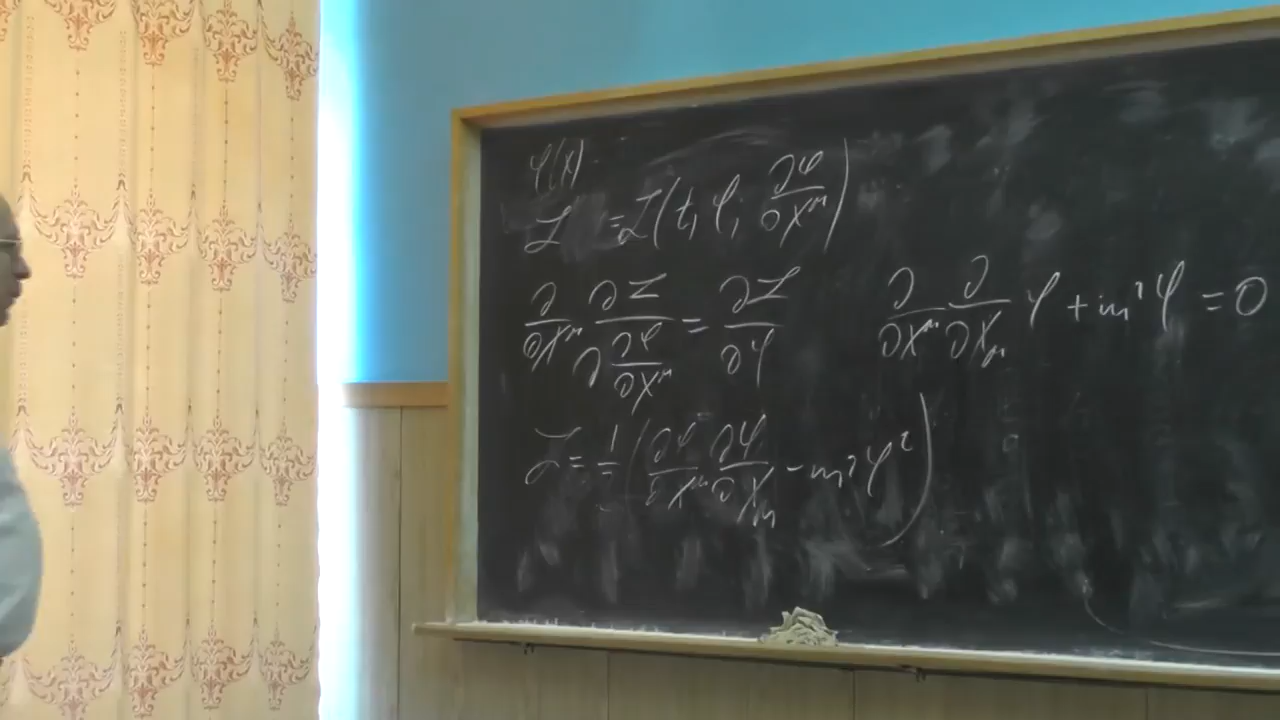 φ(x)
ℒ = ℒ(t, φ, ∂φ/∂x^μ)
∂/∂x^μ ∂ℒ/∂(∂φ/∂x^μ) = ∂ℒ/∂φ
∂/∂x^μ ∂/∂x_μ φ + m²φ = 0
ℒ = 1/2 (∂φ/∂x^μ ∂φ/∂x_μ − m²φ²)